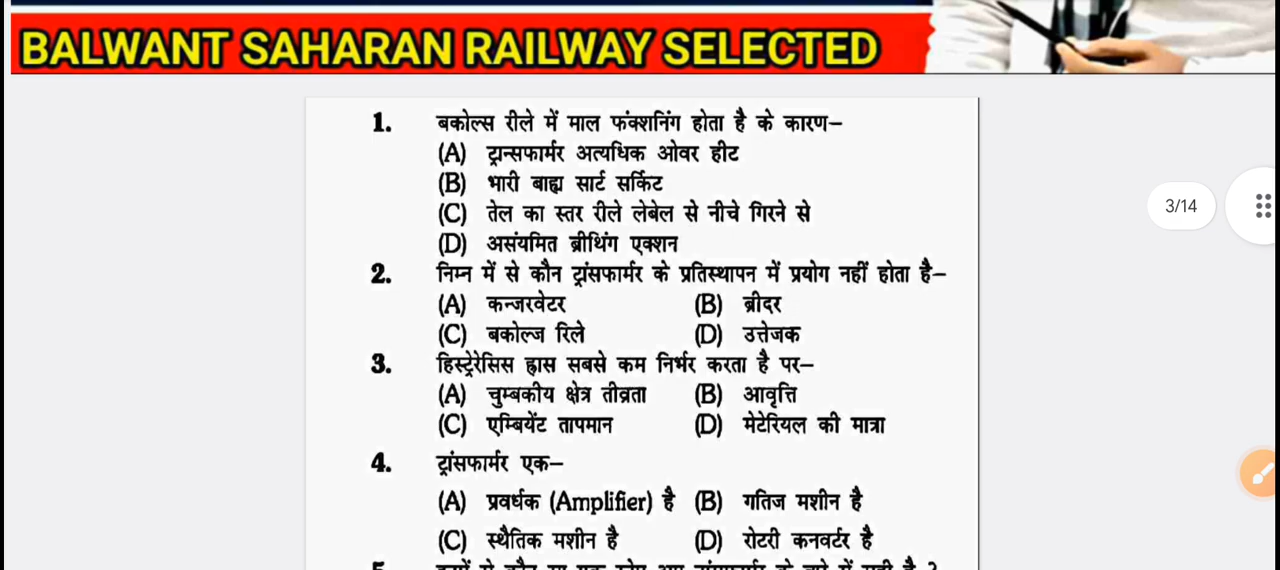 BALWANT SAHARAN RAILWAY SELECTED
1. बकोल्स रीले में माल फंक्शनिंग होता है के कारण–
(A) ट्रान्सफार्मर अत्यधिक ओवर हीट
(B) भारी बाह्य सार्ट सर्किट
(C) तेल का स्तर रीले लेबेल से नीचे गिरने से
(D) असंयमित ब्रीथिंग एक्शन
3/14
2. निम्न में से कौन ट्रांसफार्मर के प्रतिस्थापन में प्रयोग नहीं होता है–
(A) कन्जरवेटर (B) ब्रीदर
(C) बकोल्ज रिले (D) उत्तेजक
3. हिस्ट्रेरेसिस ह्रास सबसे कम निर्भर करता है पर–
(A) चुम्बकीय क्षेत्र तीव्रता (B) आवृत्ति
(C) एम्बियेंट तापमान (D) मेटेरियल की मात्रा
4. ट्रांसफार्मर एक–
(A) प्रवर्धक (Amplifier) है (B) गतिज मशीन है
(C) स्थैतिक मशीन है (D) रोटरी कनवर्टर है